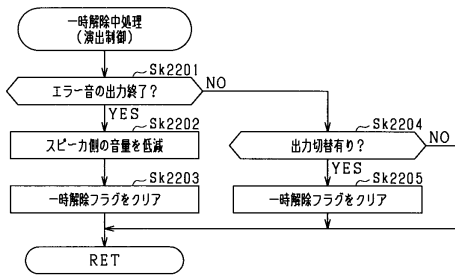 一時解除中処理
(演出制御)
Sk2201
エラー音の出力終了?
NO
YES
Sk2202
スピーカ側の音量を低減
Sk2204
出力切替有り?
NO
YES
Sk2203
一時解除フラグをクリア
Sk2205
一時解除フラグをクリア
RET